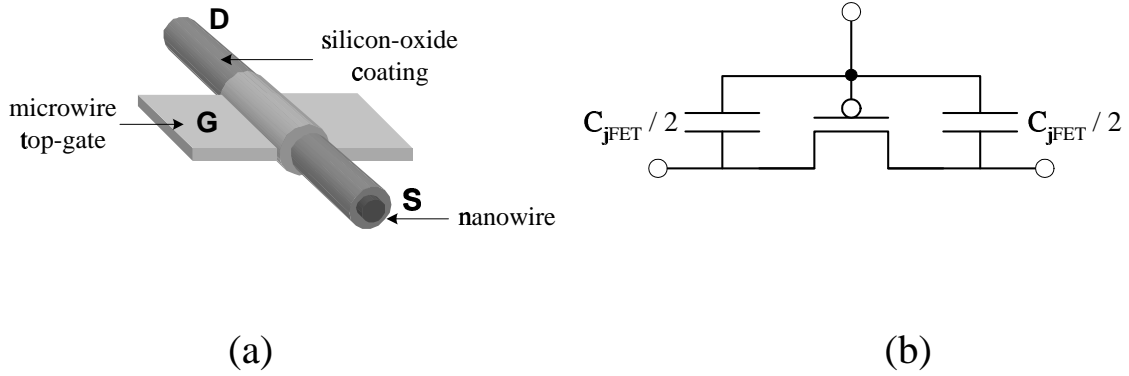 D
silicon-oxide
coating
microwire
top-gate
G
S
nanowire
(a)
C_jFET / 2
C_jFET / 2
(b)